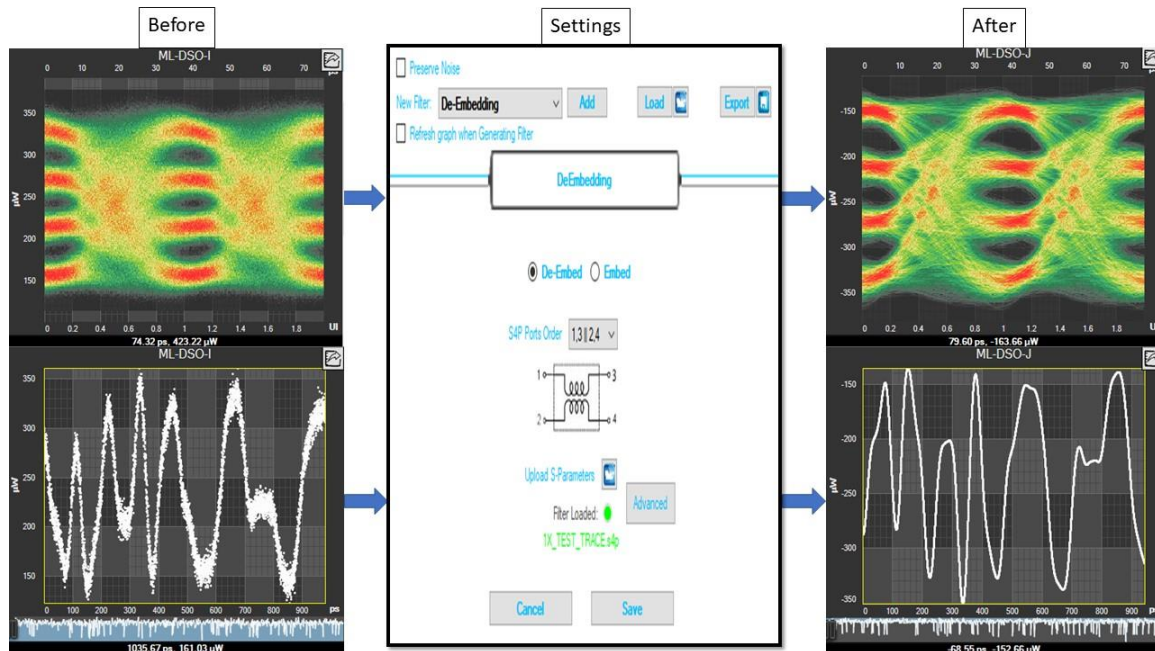 Before
ML-DSO-I
0 10 20 30 40 50 60 70 ps
350
300
250
200
150
µW
0 0.2 0.4 0.6 0.8 1 1.2 1.4 1.6 1.8 UI
74.32 ps, 423.22 µW
ML-DSO-I
350
300
250
200
150
µW
0 100 200 300 400 500 600 700 800 900 ps
1035.67 ps, 161.03 µW
Settings
Preserve Noise
New Filter: De-Embedding Add Load Export
Refresh graph when Generating Filter
DeEmbedding
De-Embed Embed
S4P Ports Order 1,3 || 2,4
1 3
2 4
Upload S-Parameters
Advanced
Filter Loaded:
1X_TEST_TRACE.s4p
Cancel Save
After
ML-DSO-J
0 10 20 30 40 50 60 70
-150
-200
-250
-300
-350
µW
0 0.2 0.4 0.6 0.8 1 1.2 1.4 1.6 1.8 UI
79.60 ps, -163.66 µW
ML-DSO-J
-150
-200
-250
-300
-350
µW
0 100 200 300 400 500 600 700 800 900 ps
-68.55 ps, -152.66 µW